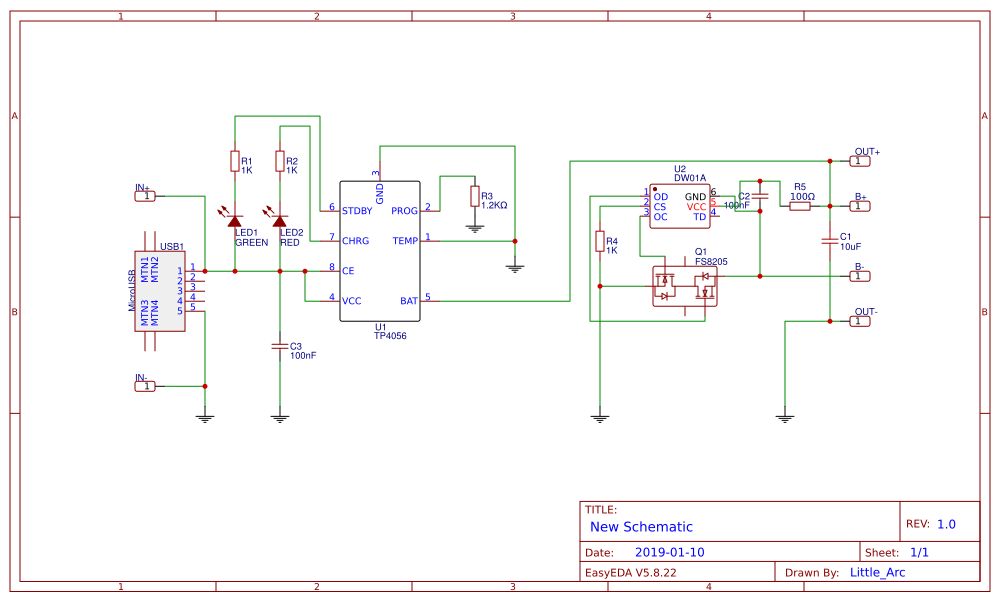 1 2 3 4
A A
B B
R1
1K
R2
1K
LED1
GREEN
LED2
RED
IN+
1
USB1
MicroUSB
MTN1
MTN2
MTN3
MTN4
1 1
2 2
3 3
4 4
5 5
IN-
1
C3
100nF
3
GND
6 STDBY
7 CHRG
8 CE
4 VCC
PROG 2
TEMP 1
BAT 5
U1
TP4056
R3
1.2KΩ
R4
1K
U2
DW01A
1 OD
2 CS
3 OC
GND 6
VCC 5
TD 4
C2
100nF
R5
100Ω
Q1
FS8205
C1
10uF
OUT+
1
B+
1
B-
1
OUT-
1
TITLE:
New Schematic
REV: 1.0
Date: 2019-01-10
Sheet: 1/1
EasyEDA V5.8.22
Drawn By: Little_Arc
1 2 3 4